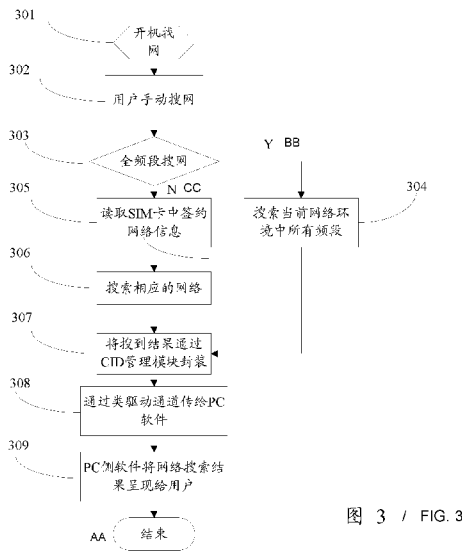 301
开机找
网
302
用户手动搜网
303
全频段搜网
Y BB
N CC
304
305
读取SIM卡中签约
网络信息
搜索当前网络环
境中所有频段
306
搜索相应的网络
307
将搜到结果通过
CID管理模块封装
308
通过类驱动通道传给PC
软件
309
PC侧软件将网络搜索结
果呈现给用户
AA
结束
图 3 / FIG. 3